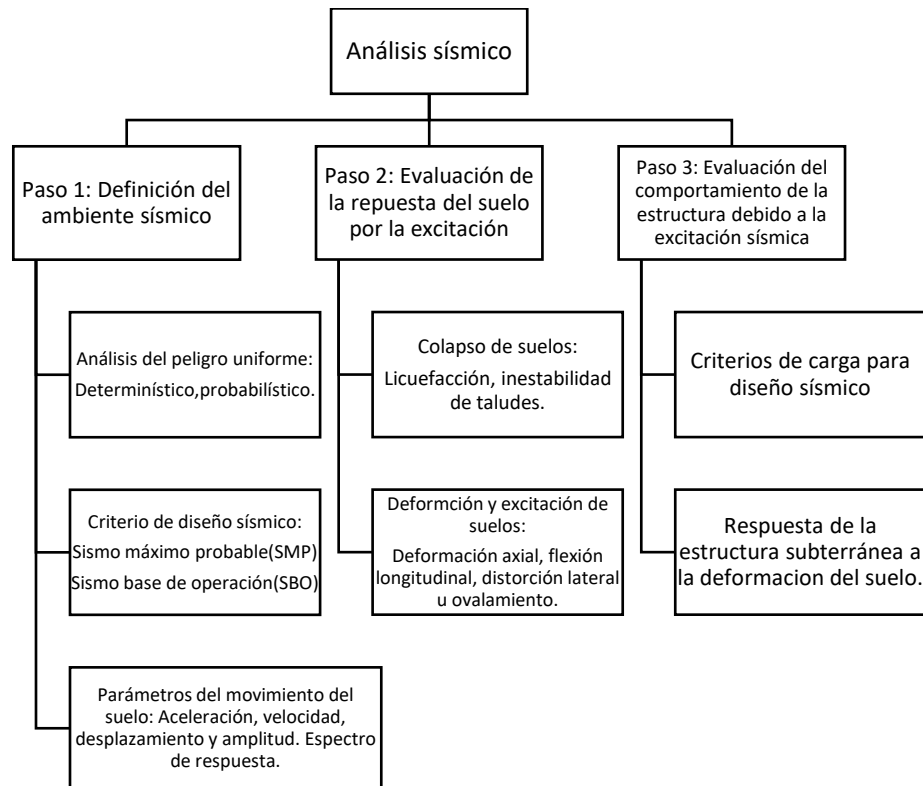 Análisis sísmico
Paso 1: Definición del
ambiente sísmico
Análisis del peligro uniforme:
Determinístico,probabilístico.
Criterio de diseño sísmico:
Sismo máximo probable(SMP)
Sismo base de operación(SBO)
Parámetros del movimiento del
suelo: Aceleración, velocidad,
desplazamiento y amplitud. Espectro
de respuesta.
Paso 2: Evaluación de
la repuesta del suelo
por la excitación
Colapso de suelos:
Licuefacción, inestabilidad
de taludes.
Deformción y excitación de
suelos:
Deformación axial, flexión
longitudinal, distorción lateral
u ovalamiento.
Paso 3: Evaluación del
comportamiento de la
estructura debido a la
excitación sísmica
Criterios de carga para
diseño sísmico
Respuesta de la
estructura subterránea a
la deformacion del suelo.